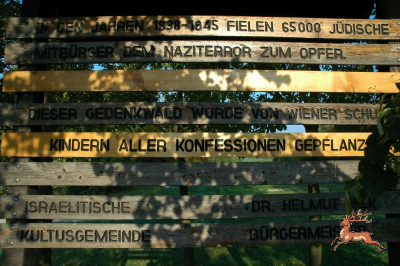 IN DEN JAHREN 1938-1945 FIELEN 65000 JÜDISCHE
MITBÜRGER DEM NAZITERROR ZUM OPFER.
DIESER GEDENKWALD WURDE VON WIENER SCHU
KINDERN ALLER KONFESSIONEN GEPFLANZ
ISRAELITISCHE DR. HELMUT
KULTUSGEMEINDE BÜRGERMEIS